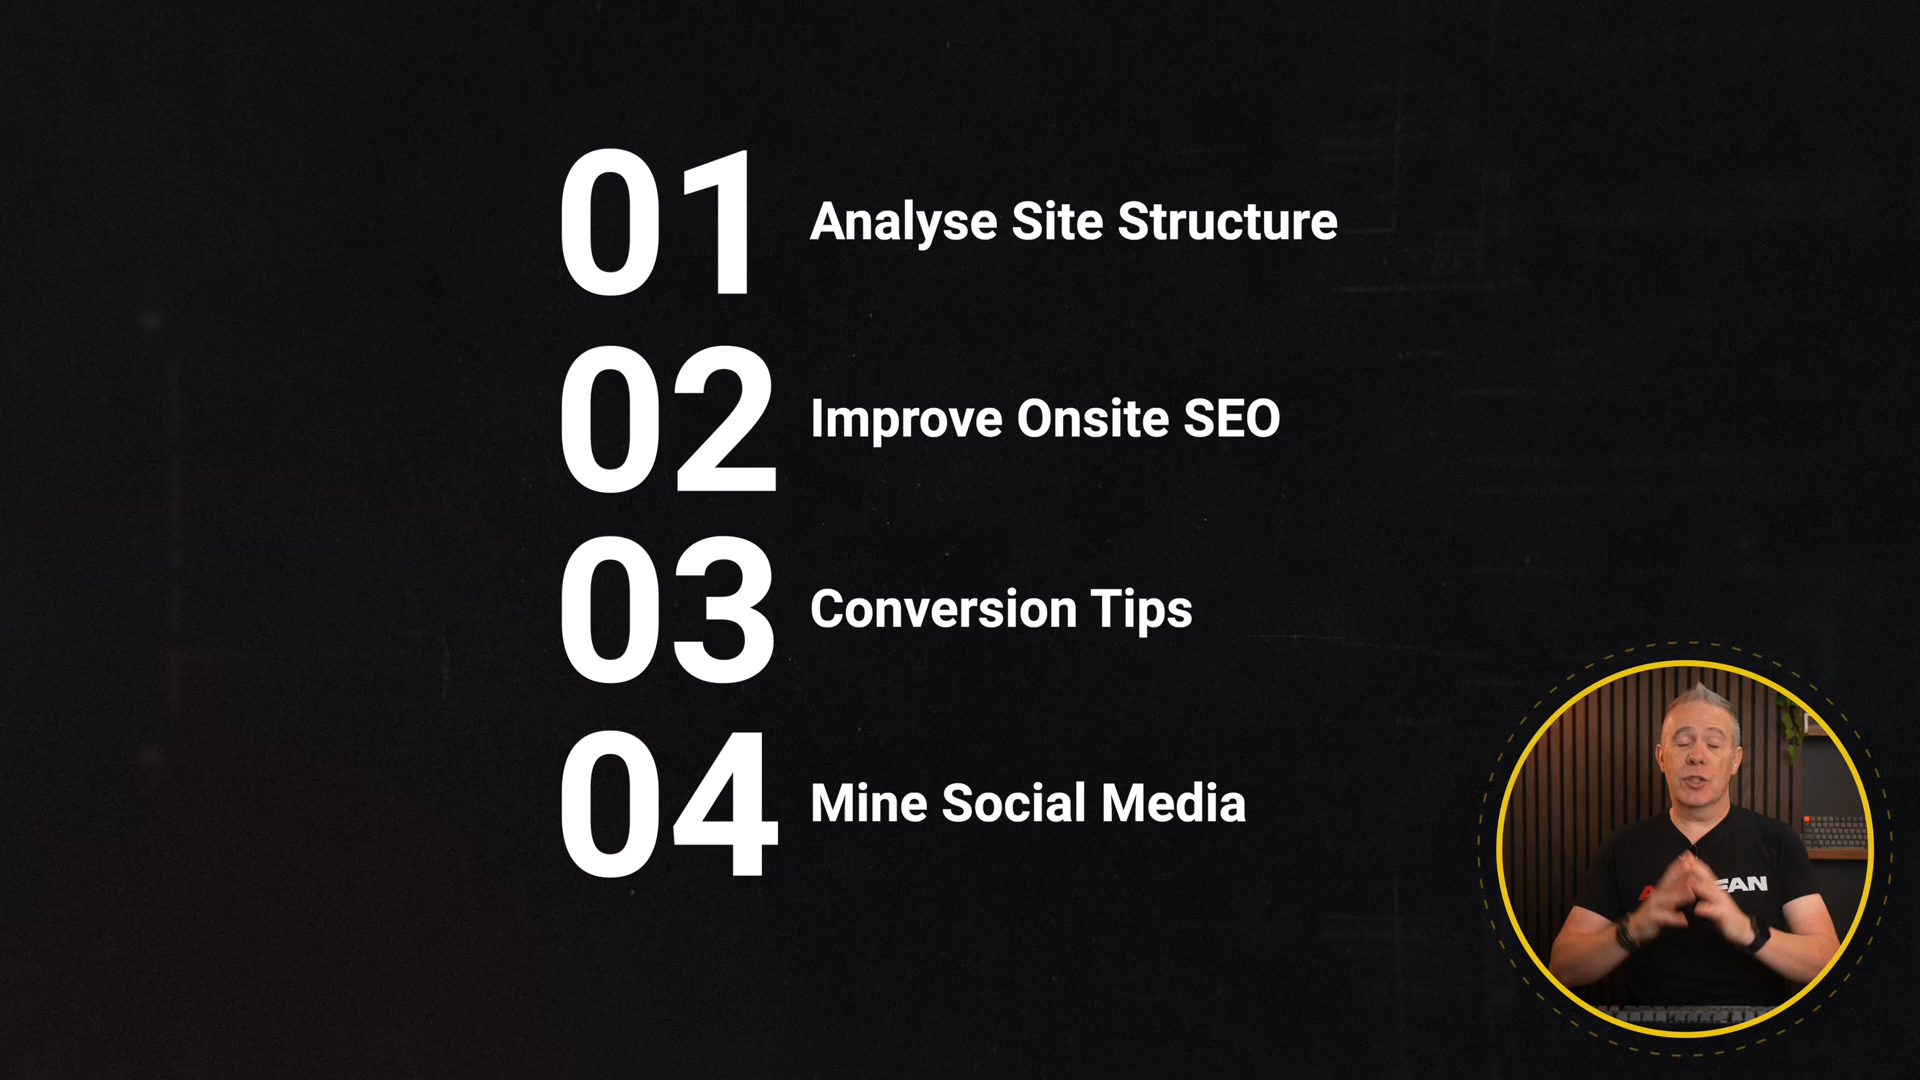 01
Analyse Site Structure
02
Improve Onsite SEO
03
Conversion Tips
04
Mine Social Media